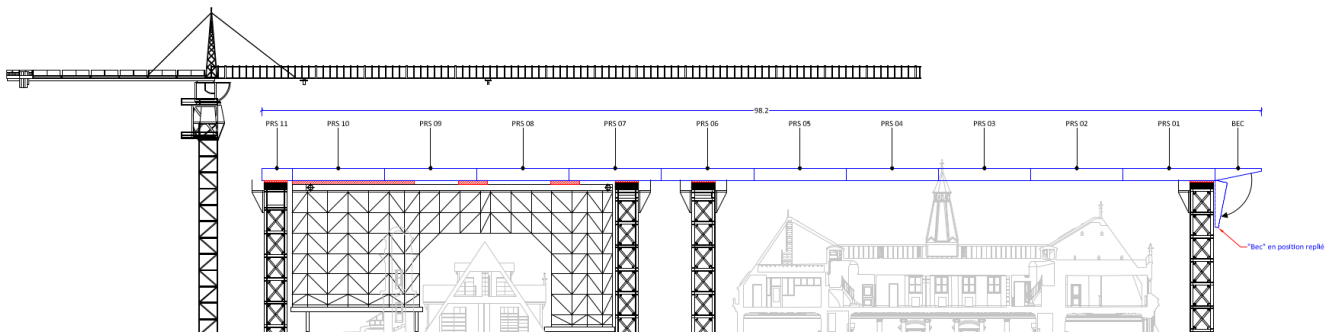 98.2
PRS 11 PRS 10 PRS 09 PRS 08 PRS 07 PRS 06 PRS 05 PRS 04 PRS 03 PRS 02 PRS 01 BEC
"Bec" en position replié